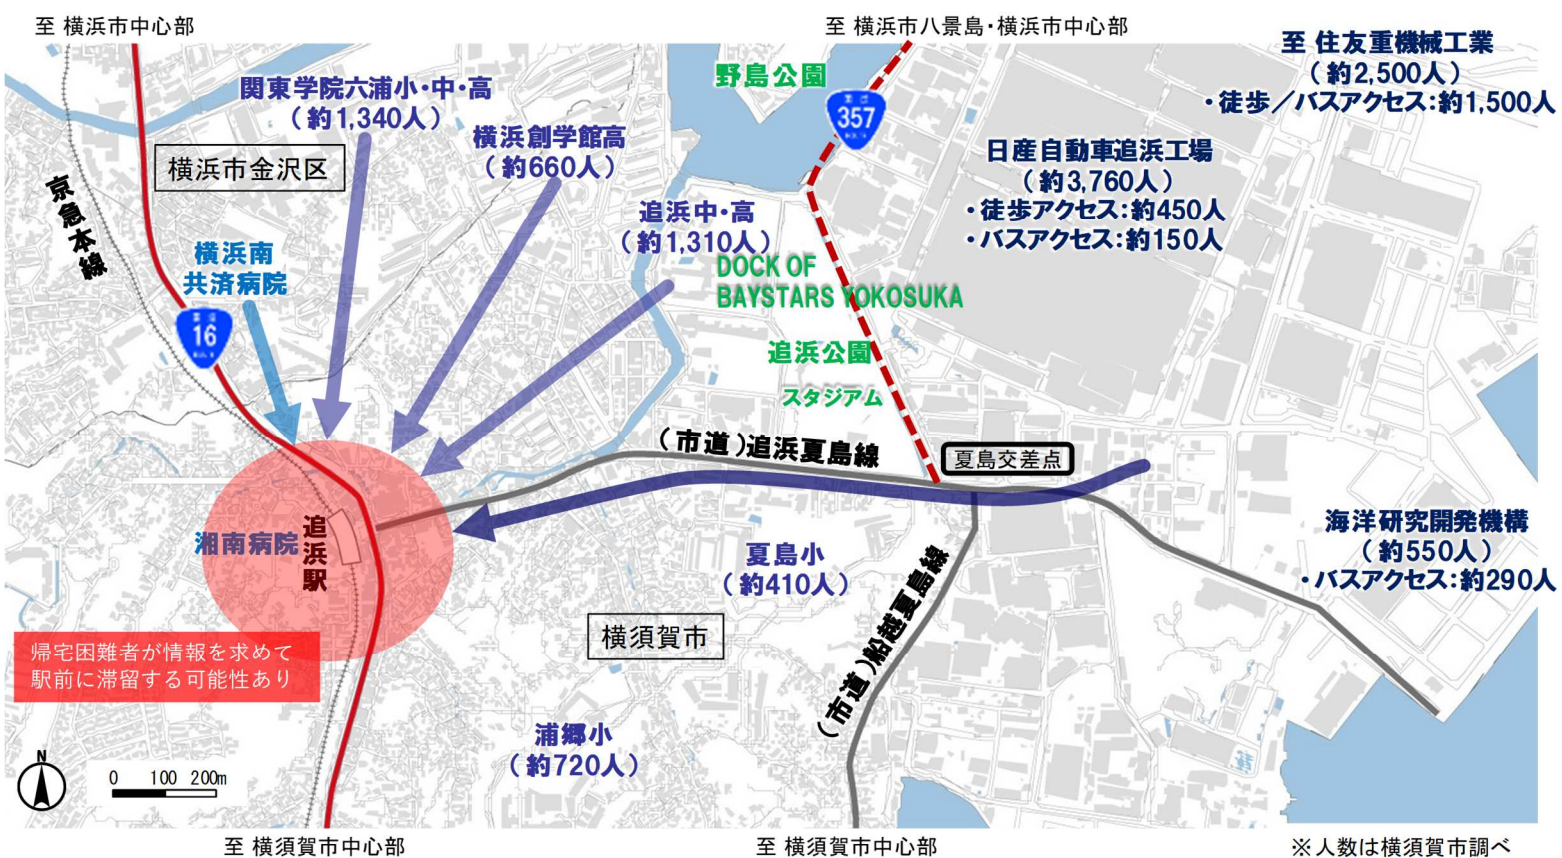 至 横浜市中心部
至 横浜市八景島・横浜市中心部
至 住友重機械工業
（約2,500人）
・徒歩／バスアクセス：約1,500人
野島公園
357
関東学院六浦小・中・高
（約1,340人）
横浜創学館高
（約660人）
横浜市金沢区
日産自動車追浜工場
（約3,760人）
・徒歩アクセス：約450人
・バスアクセス：約150人
京急本線
追浜中・高
（約1,310人）
横浜南
共済病院
DOCK OF
BAYSTARS YOKOSUKA
16
追浜公園
スタジアム
（市道）追浜夏島線
夏島交差点
湘南病院
追浜駅
海洋研究開発機構
（約550人）
・バスアクセス：約290人
夏島小
（約410人）
（市道）船越夏島線
横須賀市
帰宅困難者が情報を求めて
駅前に滞留する可能性あり
浦郷小
（約720人）
N
0 100 200m
至 横須賀市中心部
至 横須賀市中心部
※人数は横須賀市調べ